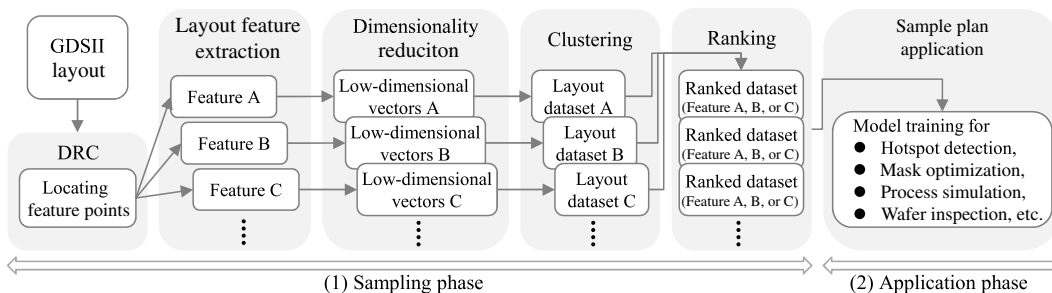 GDSII
layout
DRC
Locating
feature points
Layout feature
extraction
Feature A
Feature B
Feature C
Dimensionality
reduciton
Low-dimensional
vectors A
Low-dimensional
vectors B
Low-dimensional
vectors C
Clustering
Layout
dataset A
Layout
dataset B
Layout
dataset C
Ranking
Ranked dataset
(Feature A, B, or C)
Ranked dataset
(Feature A, B, or C)
Ranked dataset
(Feature A, B, or C)
Sample plan
application
Model training for
● Hotspot detection,
● Mask optimization,
● Process simulation,
● Wafer inspection, etc.
(1) Sampling phase
(2) Application phase